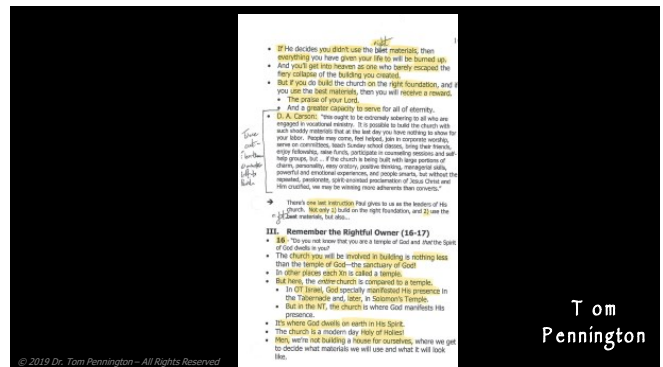 right
1
• If He decides you didn't use the best materials, then
everything you have given your life to will be burned up.
• And you'll get into heaven as one who barely escaped the
fiery collapse of the building you created.
• But if you do build the church on the right foundation, and if
you use the best materials, then you will receive a reward.
• The praise of your Lord.
• And a greater capacity to serve for all of eternity.
• D. A. Carson: "this ought to be extremely sobering to all who are
engaged in vocational ministry. It is possible to build the church with
such shoddy materials that at the last day you have nothing to show for
your labor. People may come, feel helped, join in corporate worship,
serve on committees, teach Sunday school classes, bring their friends,
enjoy fellowship, raise funds, participate in counseling sessions and self-
help groups, but ... if the church is being built with large portions of
charm, personality, easy oratory, positive thinking, managerial skills,
powerful and emotional experiences, and people smarts, but without the
repeated, passionate, spirit-anointed proclamation of Jesus Christ and
Him crucified, we may be winning more adherents than converts."
➔ There's one last instruction Paul gives to us as the leaders of His
church. Not only 1) build on the right foundation, and 2) use the
best materials, but also...
III. Remember the Rightful Owner (16-17)
• 16 - "Do you not know that you are a temple of God and that the Spirit
of God dwells in you?
• The church you will be involved in building is nothing less
than the temple of God—the sanctuary of God!
• In other places each Xn is called a temple.
• But here, the entire church is compared to a temple.
• In OT Israel, God specially manifested His presence in
the Tabernacle and, later, in Solomon's Temple.
• But in the NT, the church is where God manifests His
presence.
• It's where God dwells on earth in His Spirit.
• The church is a modern day Holy of Holies!
• Men, we're not building a house for ourselves, where we get
to decide what materials we will use and what it will look
like.
Tom
Pennington
© 2019 Dr. Tom Pennington – All Rights Reserved